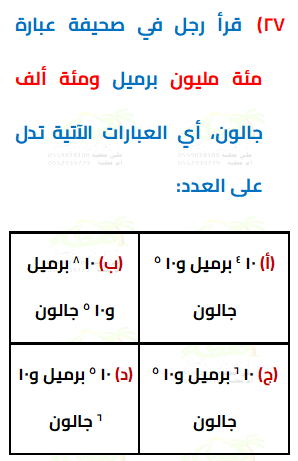 ٢٧) قرأ رجل في صحيفة عبارة
مئة مليون برميل ومئة ألف
جالون، أي العبارات الآتية تدل
على العدد:
(أ) ١٠ ٤ برميل و١٠ ٥
جالون
(ب) ١٠ ٨ برميل
و١٠ ٥ جالون
(ج) ١٠ ٦ برميل و١٠ ٥
جالون
(د) ١٠ ٥ برميل و١٠
٦ جالون